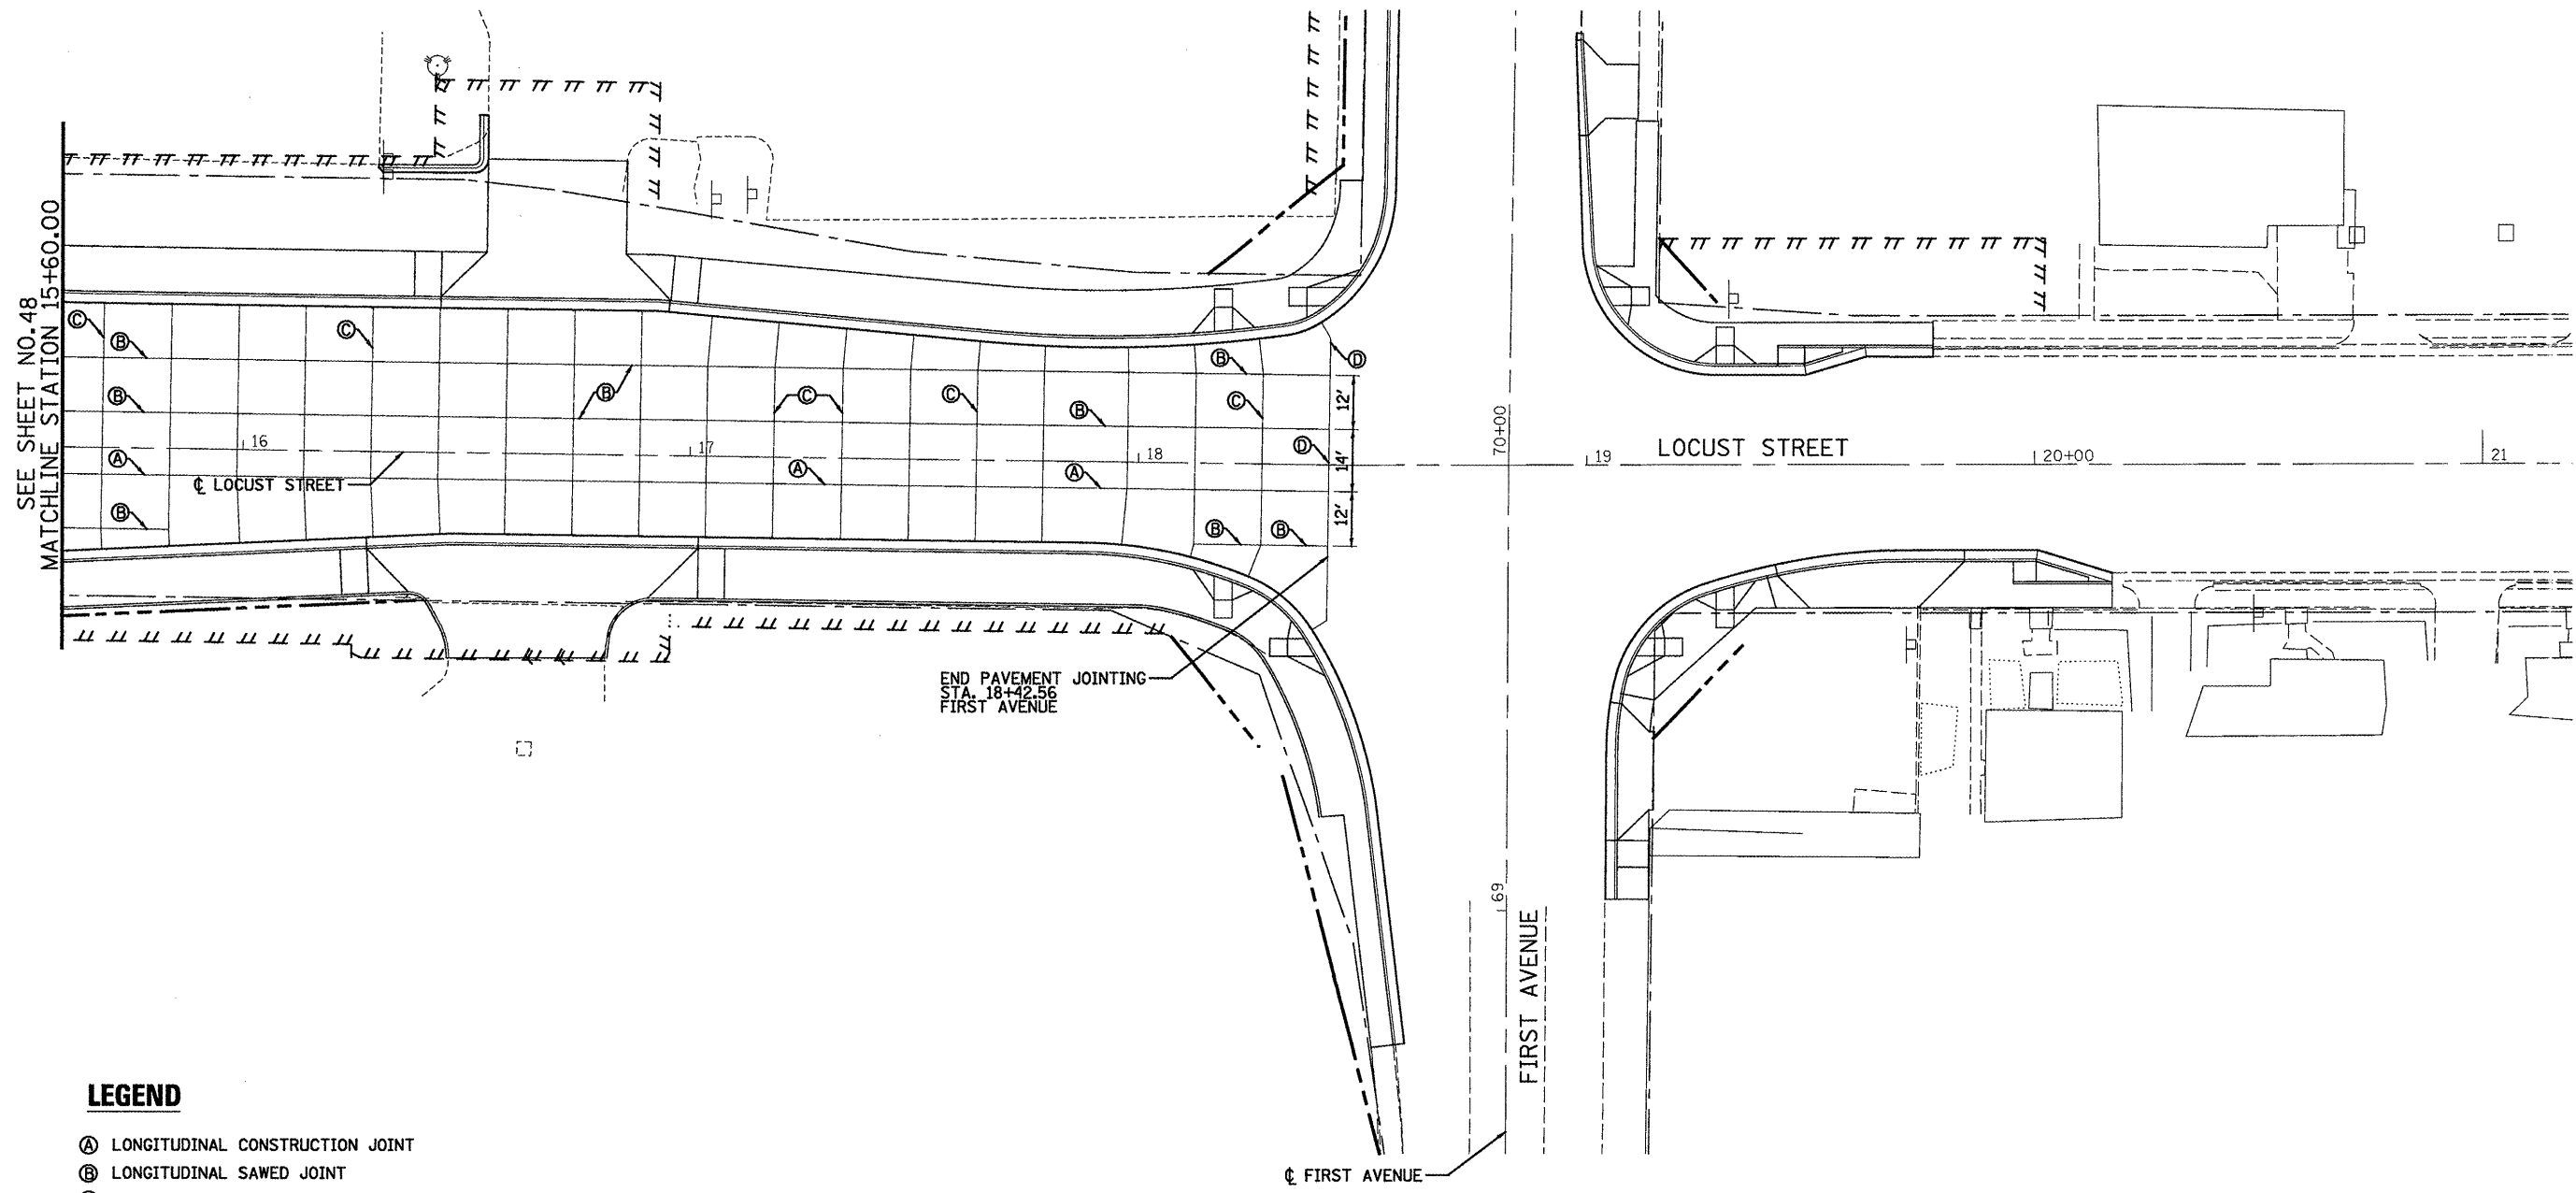 SEE SHEET NO.48
MATCHLINE STATION 15+60.00
C
B
C
B
C
B
D
B
B
C
C
B
C
12'
16
17
18
D
14'
70+00
19
LOCUST STREET
20+00
21
A
A
A
℄ LOCUST STREET
B
B
B
12'
END PAVEMENT JOINTING
STA. 18+42.56
FIRST AVENUE
69
FIRST AVENUE
℄ FIRST AVENUE
LEGEND
A LONGITUDINAL CONSTRUCTION JOINT
B LONGITUDINAL SAWED JOINT